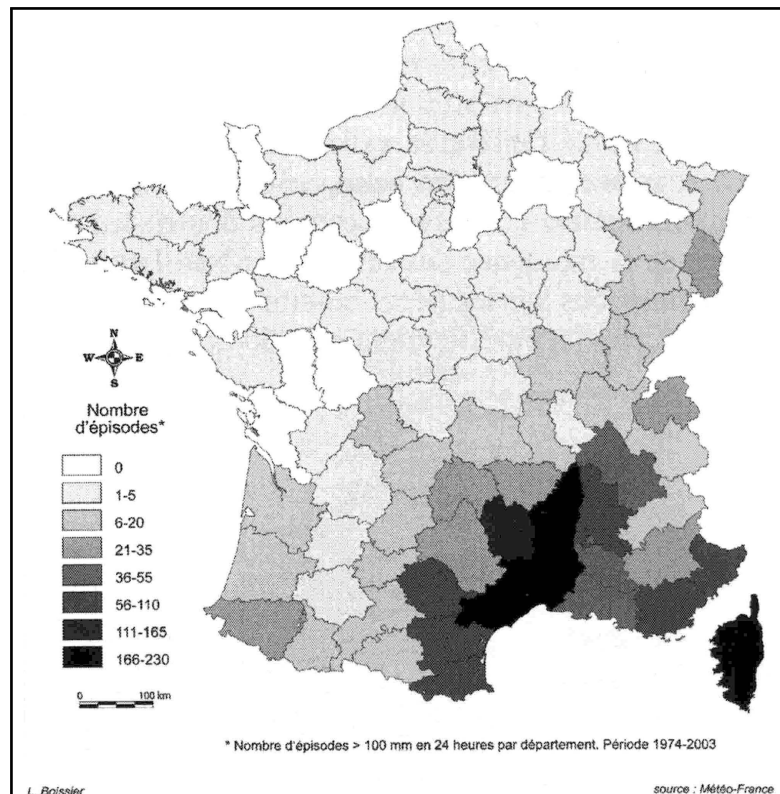 N
W E
S
Nombre
d'épisodes*
0
1-5
6-20
21-35
36-55
56-110
111-165
166-230
0 100 km
* Nombre d'épisodes > 100 mm en 24 heures par département. Période 1974-2003
L. Boissier
source : Météo-France